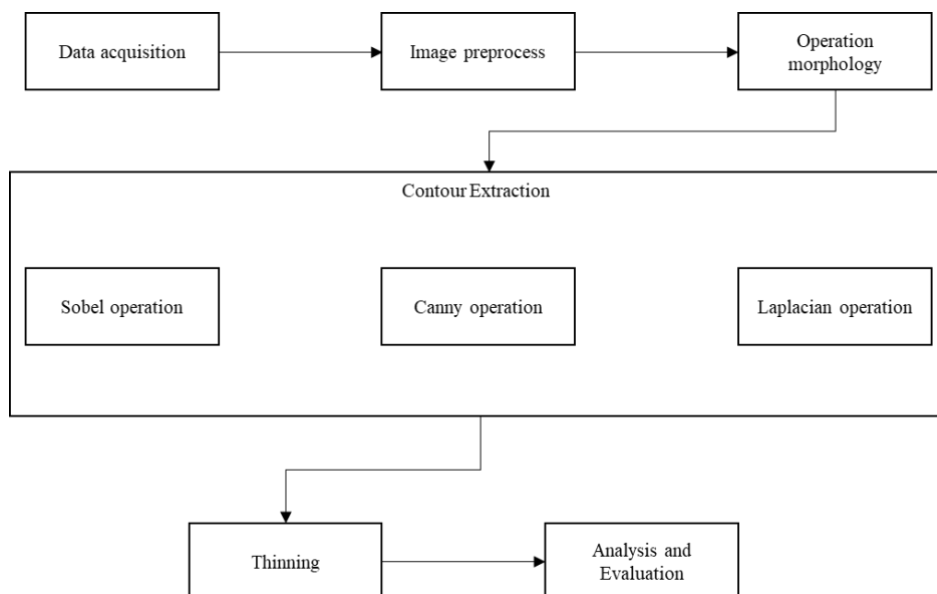 Data acquisition
Image preprocess
Operation
morphology
Contour Extraction
Sobel operation
Canny operation
Laplacian operation
Thinning
Analysis and
Evaluation